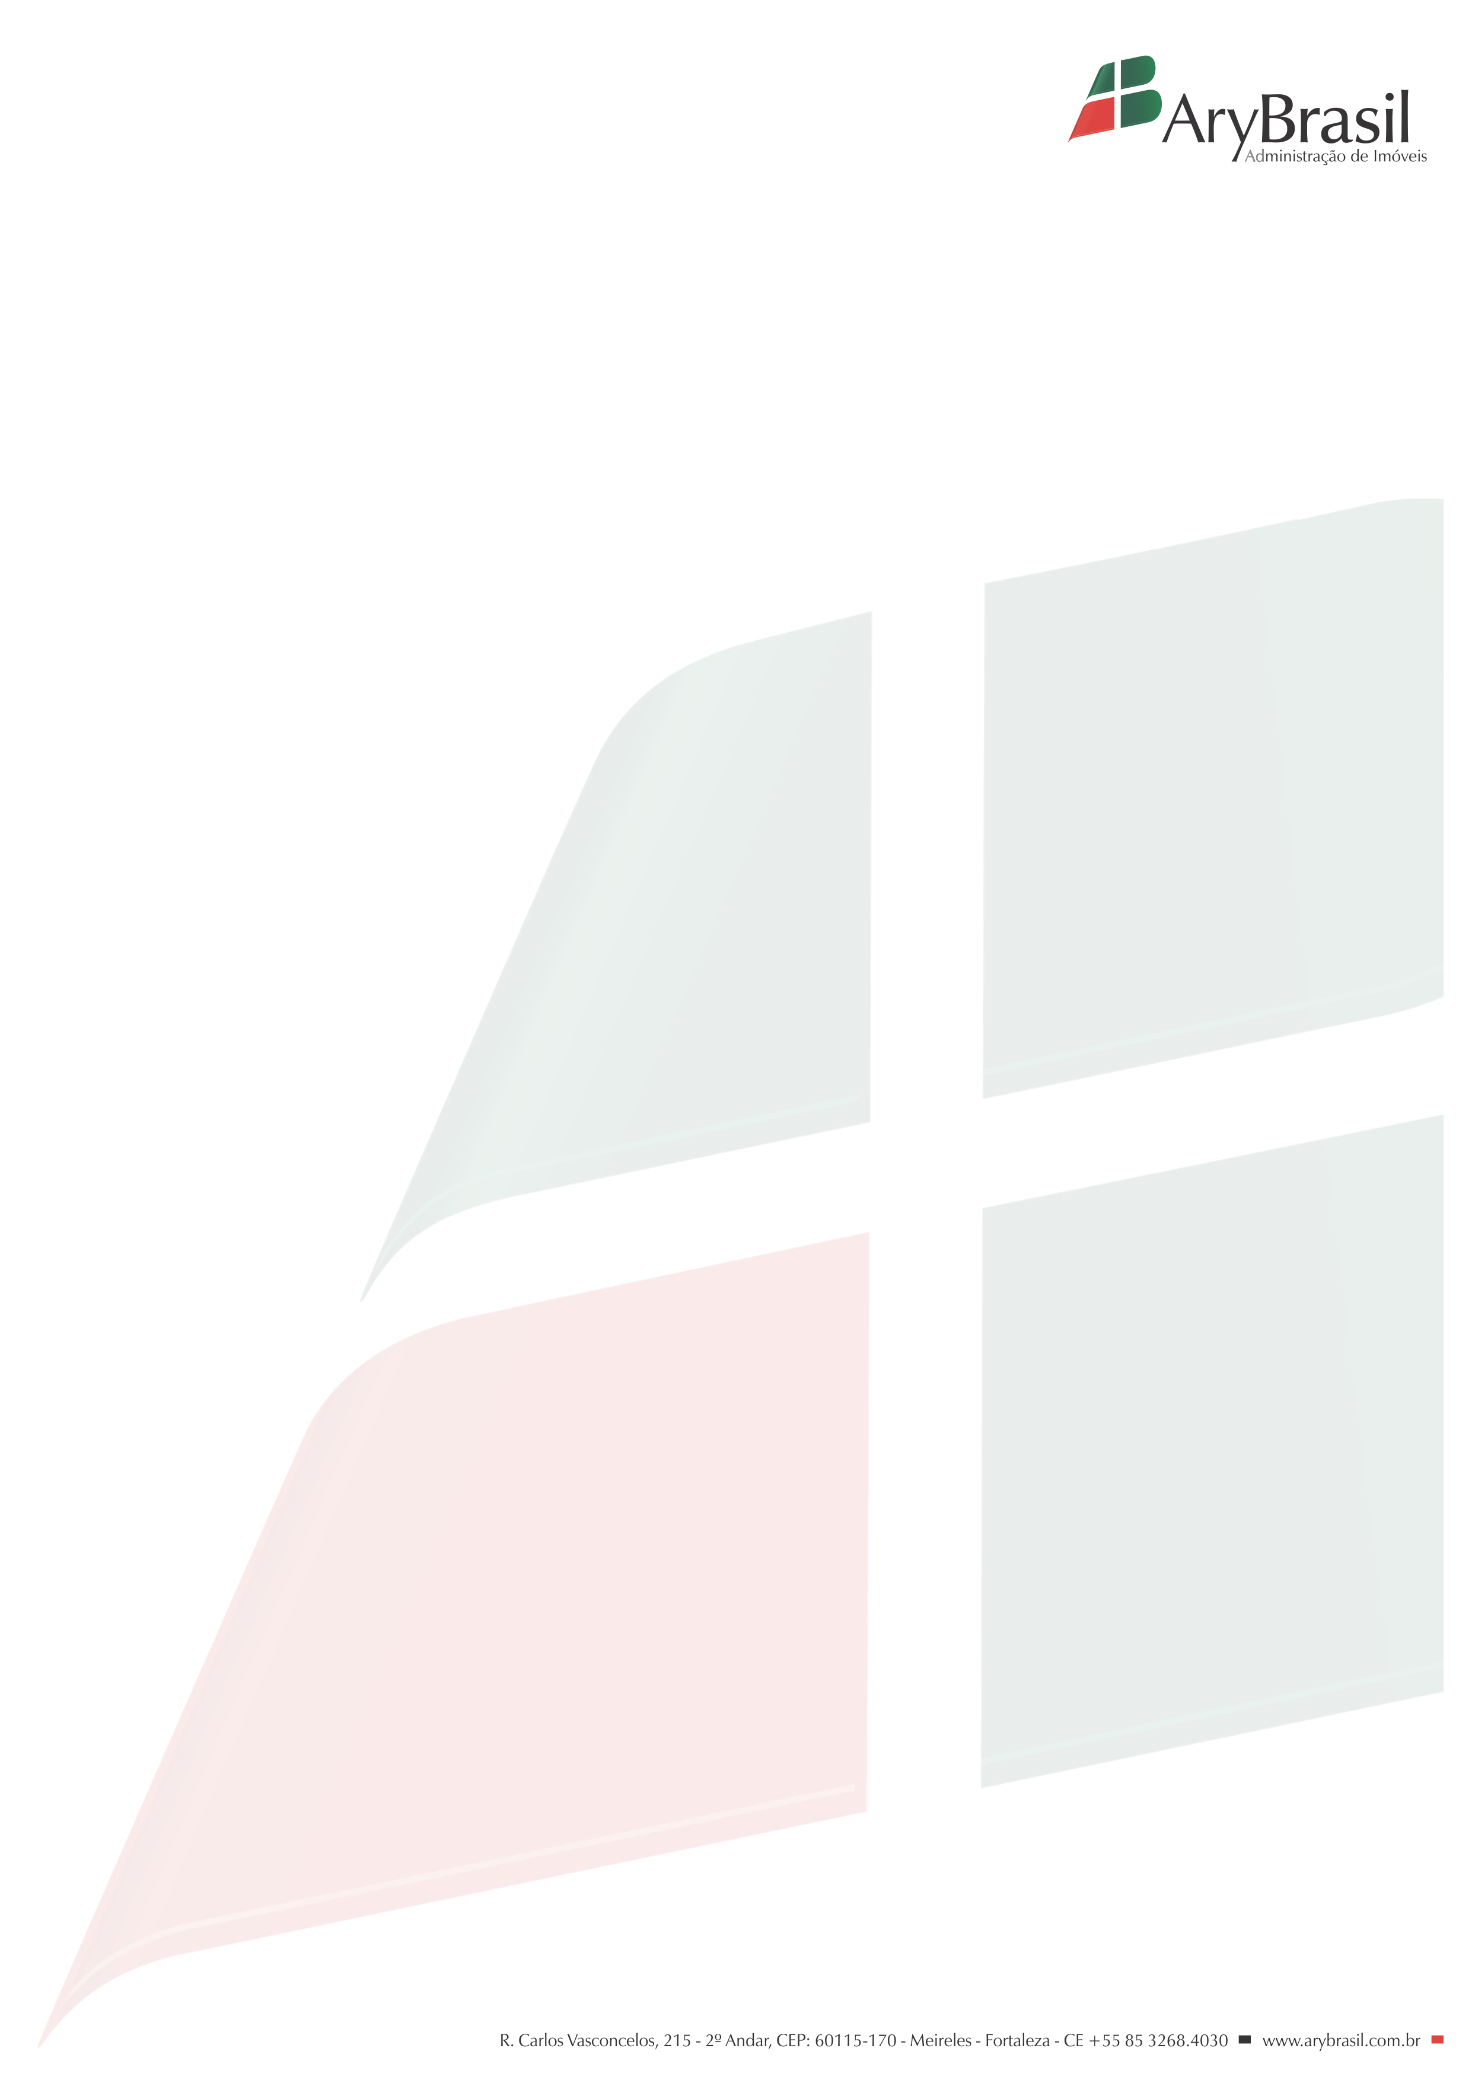 AryBrasil
Administração de Imóveis
R. Carlos Vasconcelos, 215 - 2º Andar, CEP: 60115-170 - Meireles - Fortaleza - CE +55 85 3268.4030 www.arybrasil.com.br